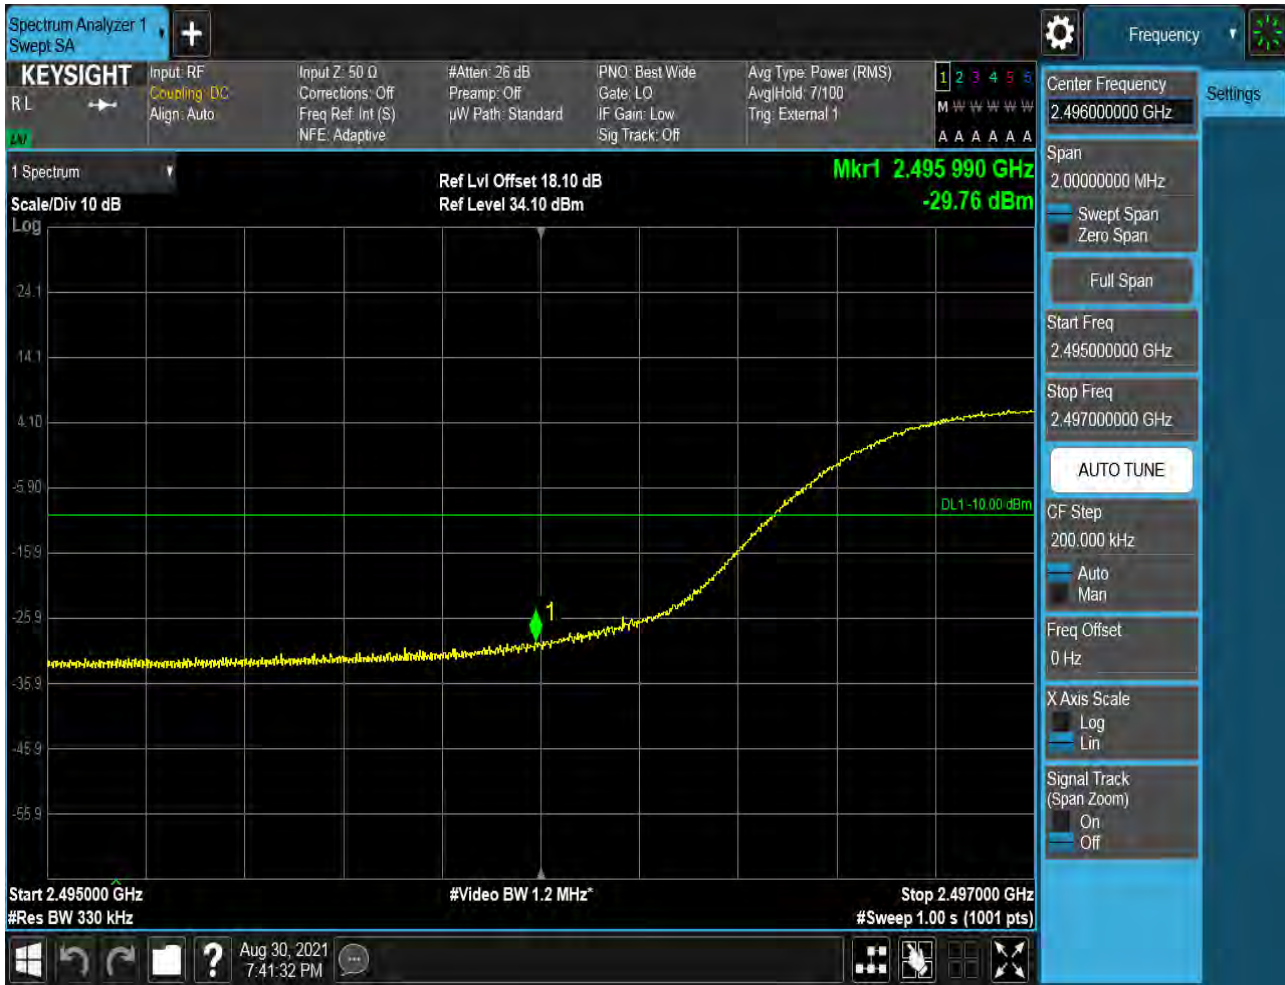 Spectrum Analyzer 1
Swept SA
+
Frequency
KEYSIGHT
R L
LNI
Input: RF
Coupling: DC
Align: Auto
Input Z: 50 Ω
Corrections: Off
Freq Ref: Int (S)
NFE: Adaptive
#Atten: 26 dB
Preamp: Off
µW Path: Standard
PNO: Best Wide
Gate: LO
IF Gain: Low
Sig Track: Off
Avg Type: Power (RMS)
Avg|Hold: 7/100
Trig: External 1
1 2 3 4 5 6
M W W W W W
A A A A A A
1 Spectrum
Scale/Div 10 dB
Log
Ref Lvl Offset 18.10 dB
Ref Level 34.10 dBm
Mkr1 2.495 990 GHz
-29.76 dBm
24.1
14.1
4.10
-5.90
-15.9
-25.9
-35.9
-45.9
-55.9
DL1 -10.00 dBm
1
Start 2.495000 GHz
#Res BW 330 kHz
#Video BW 1.2 MHz*
Stop 2.497000 GHz
#Sweep 1.00 s (1001 pts)
Center Frequency
2.496000000 GHz
Settings
Span
2.00000000 MHz
Swept Span
Zero Span
Full Span
Start Freq
2.495000000 GHz
Stop Freq
2.497000000 GHz
AUTO TUNE
CF Step
200.000 kHz
Auto
Man
Freq Offset
0 Hz
X Axis Scale
Log
Lin
Signal Track
(Span Zoom)
On
Off
?
Aug 30, 2021
7:41:32 PM